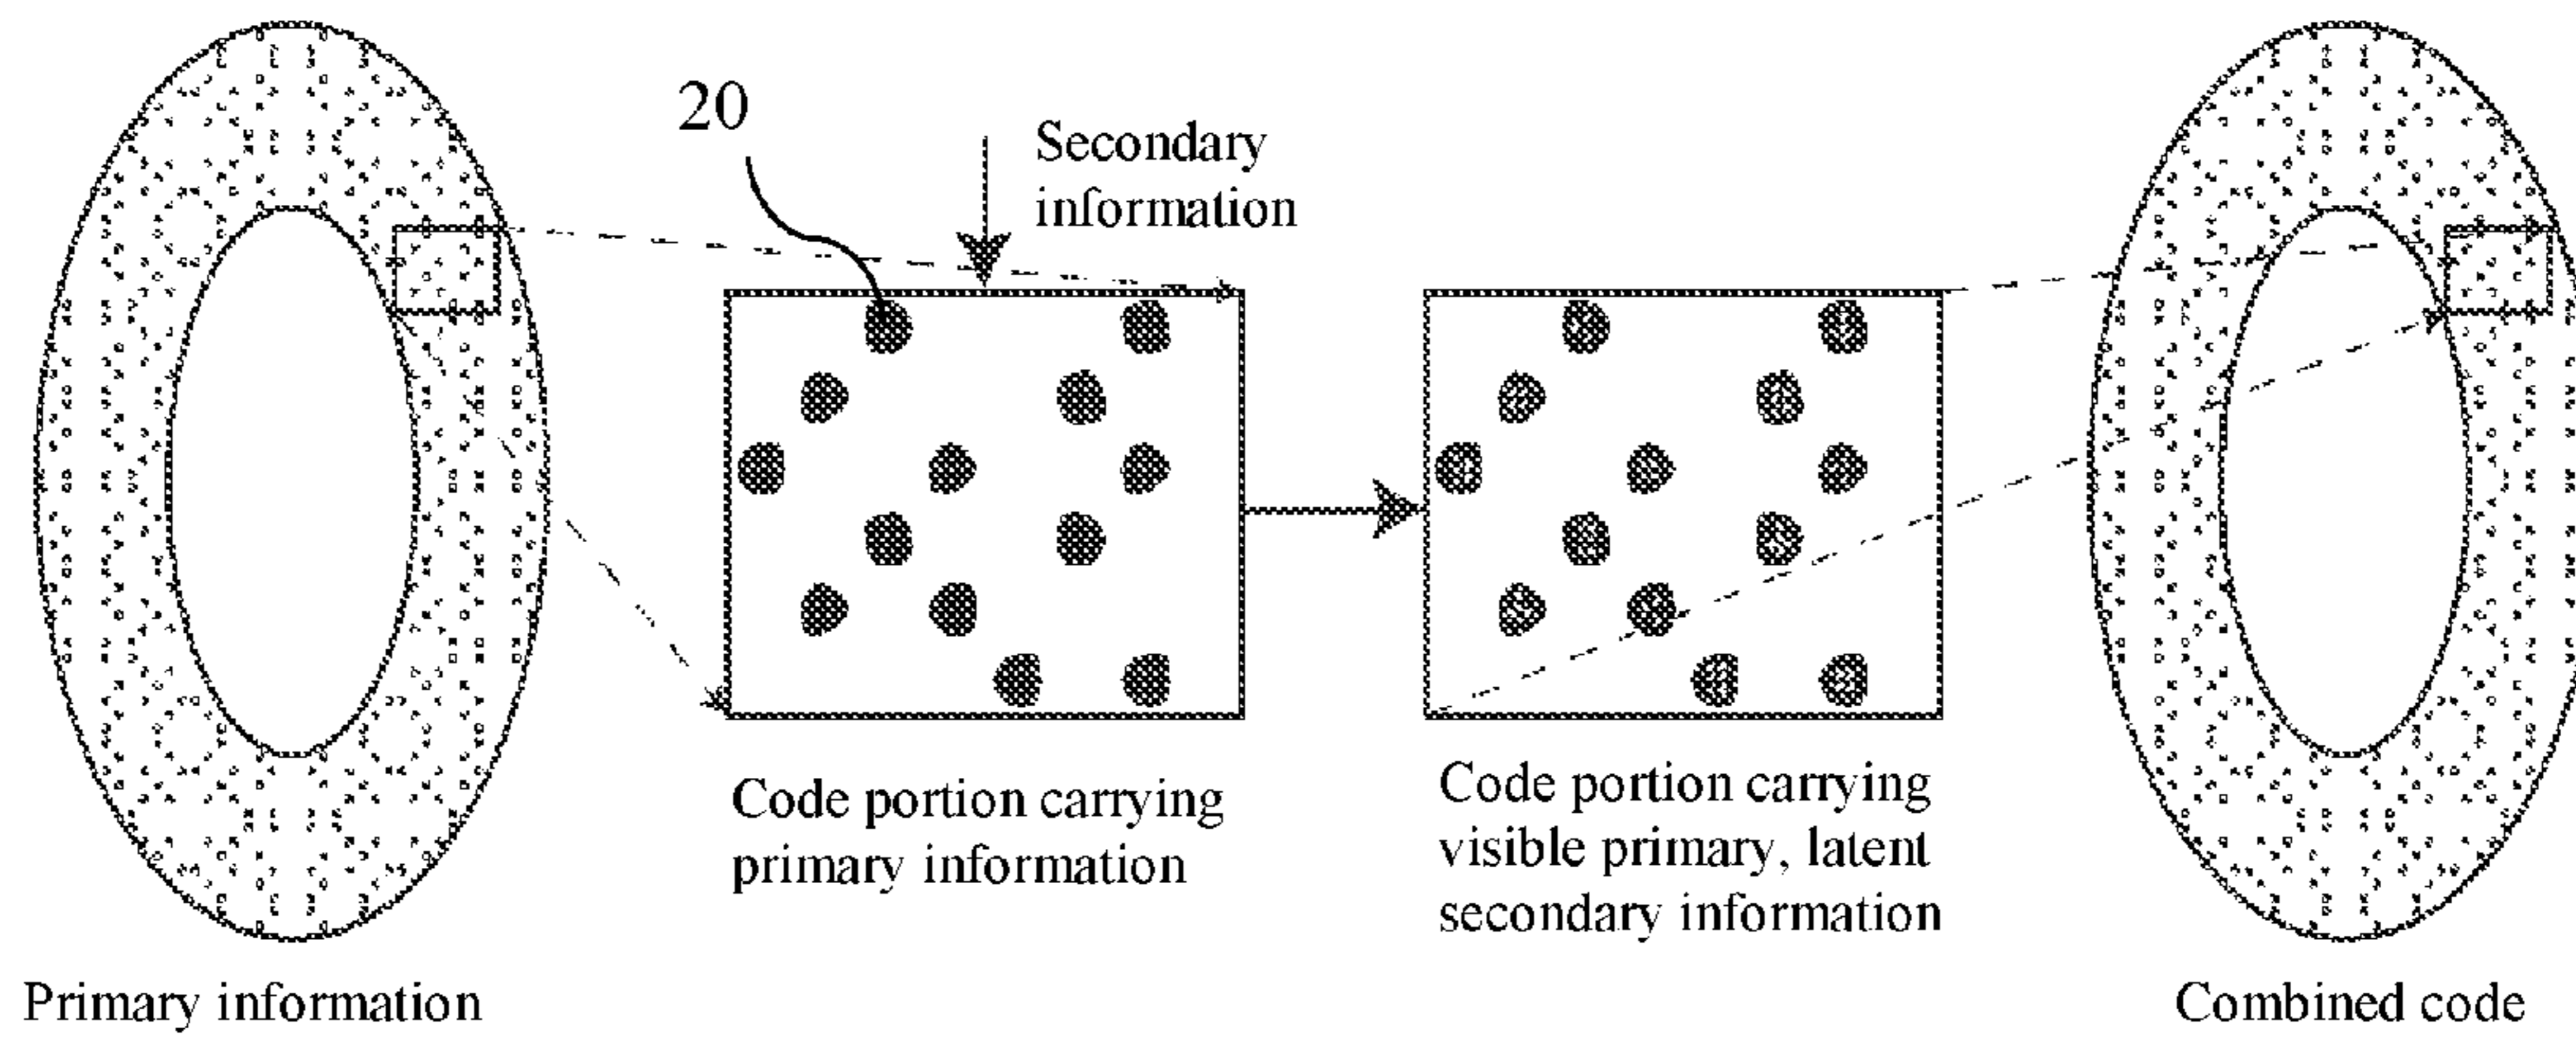 20
Secondary
information
Code portion carrying
primary information
Code portion carrying
visible primary, latent
secondary information
Primary information
Combined code